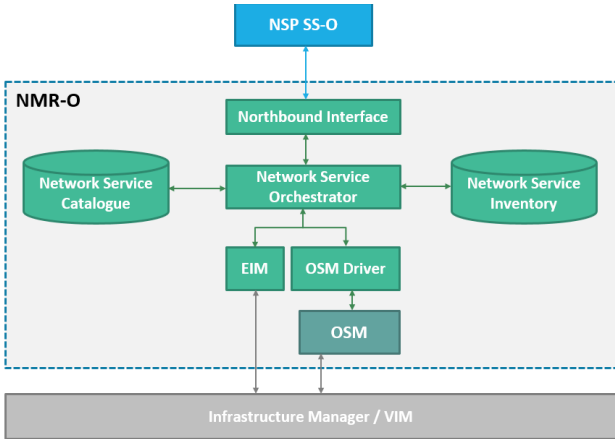 NSP SS-O
NMR-O
Northbound Interface
Network Service
Catalogue
Network Service
Orchestrator
Network Service
Inventory
EIM
OSM Driver
OSM
Infrastructure Manager / VIM